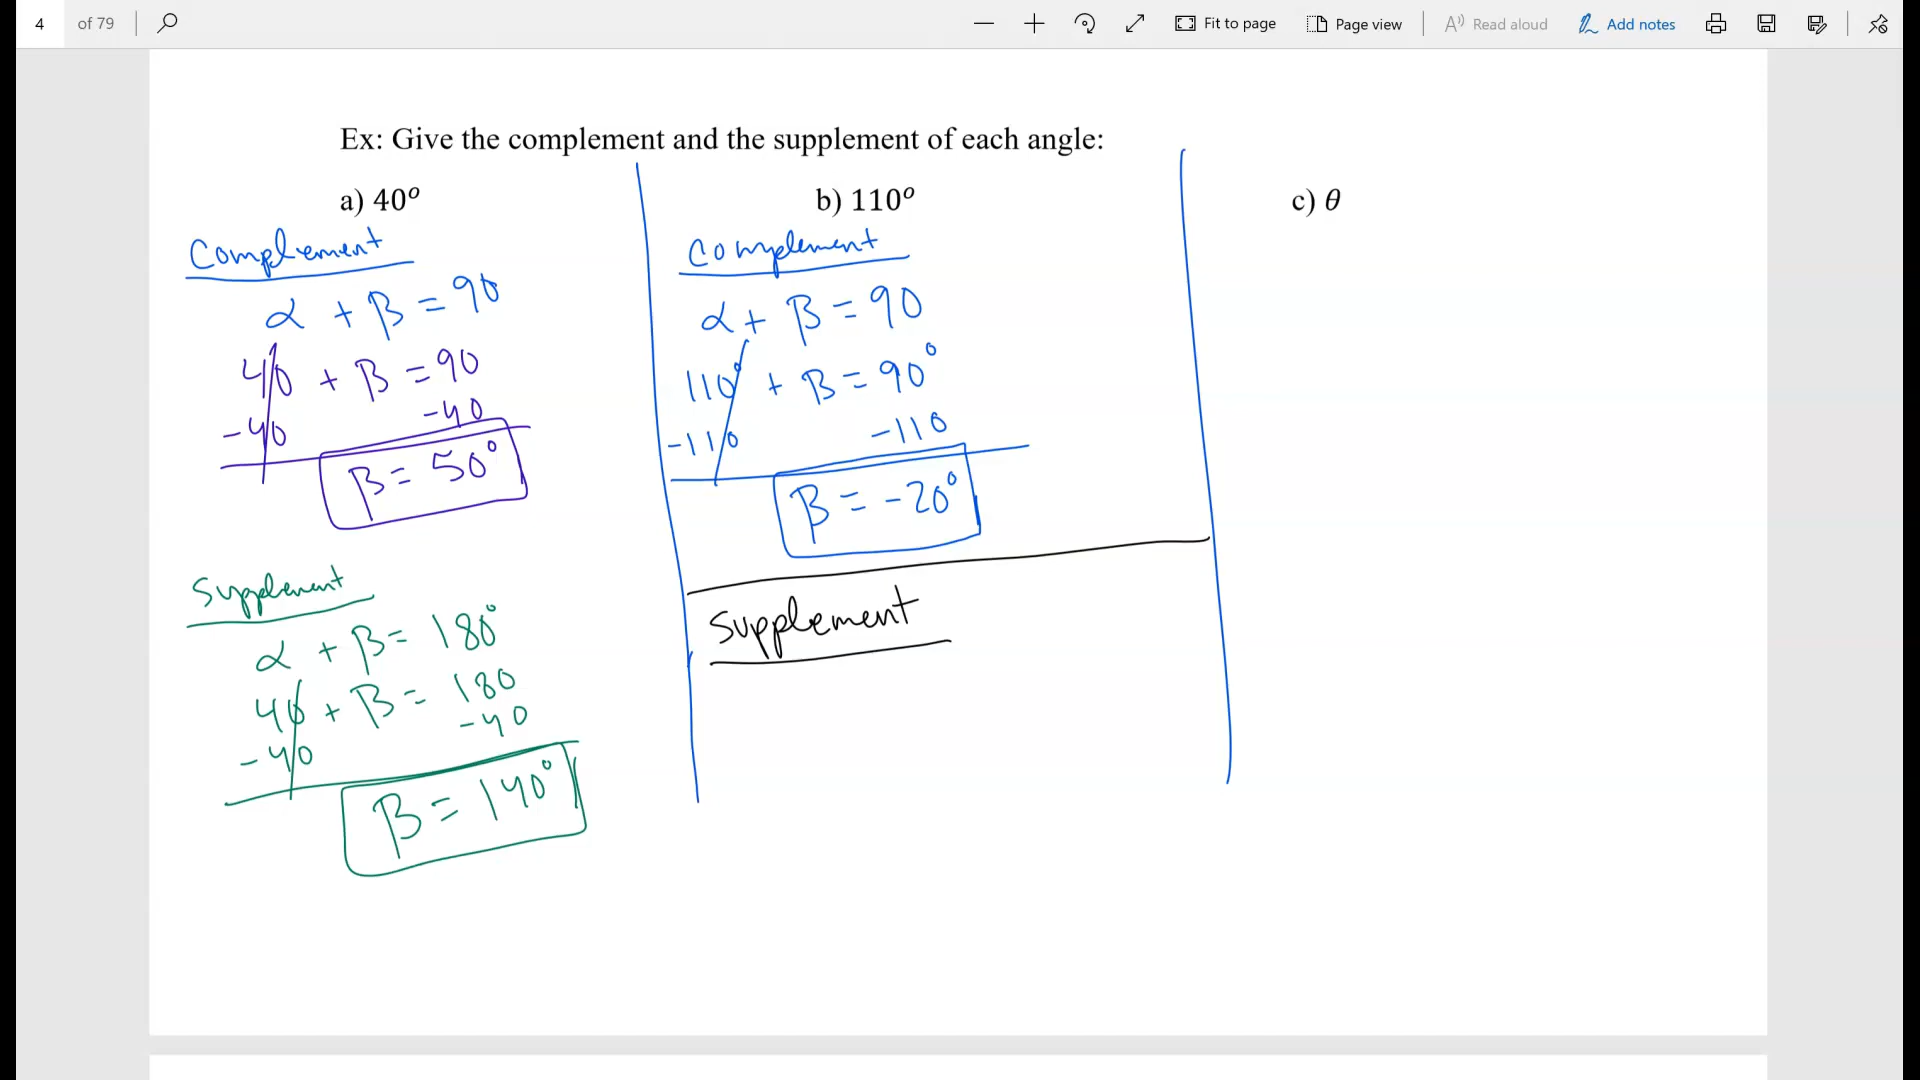 4 of 79 Fit to page Page view Read aloud Add notes
Ex: Give the complement and the supplement of each angle:
a) 40°
Complement
α + β = 90
40 + β = 90
-40 -40
β = 50°
Supplement
α + β = 180°
40 + β = 180
-40 -40
β = 140°
b) 110°
Complement
α + β = 90
110° + β = 90°
-110 -110
β = -20°
Supplement
c) θ